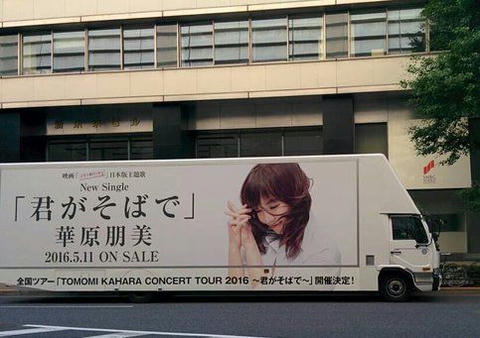 映画
日本版主題歌
New Single
「君がそばで」
華原朋美
2016.5.11 ON SALE
全国ツアー「TOMOMI KAHARA CONCERT TOUR 2016 〜君がそばで〜」開催決定!